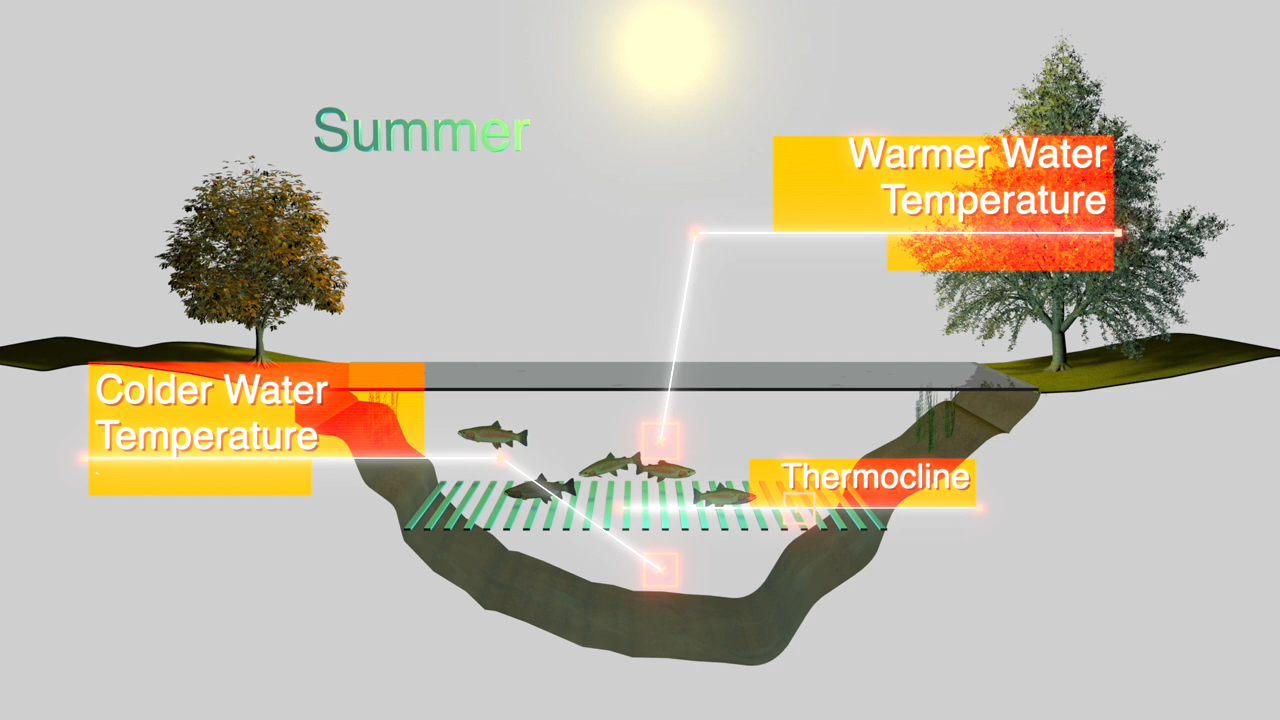 Summer
Warmer Water
Temperature
Colder Water
Temperature
Thermocline